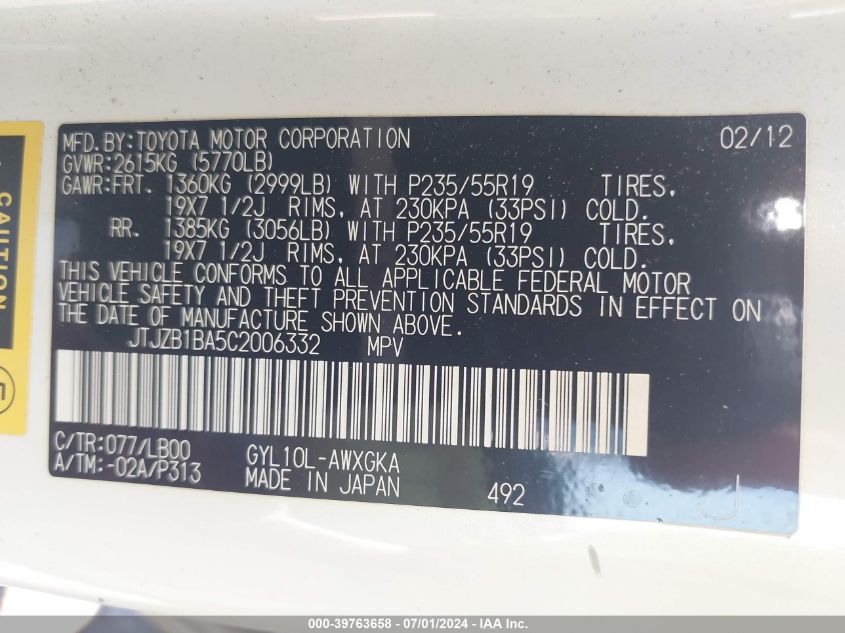 MFD.BY:TOYOTA MOTOR CORPORATION 02/12
GVWR:2615KG (5770LB)
GAWR:FRT. 1360KG (2999LB) WITH P235/55R19 TIRES,
19X7 1/2J RIMS, AT 230KPA (33PSI) COLD.
RR. 1385KG (3056LB) WITH P235/55R19 TIRES,
19X7 1/2J RIMS, AT 230KPA (33PSI) COLD.
THIS VEHICLE CONFORMS TO ALL APPLICABLE FEDERAL MOTOR
VEHICLE SAFETY AND THEFT PREVENTION STANDARDS IN EFFECT ON
THE DATE OF MANUFACTURE SHOWN ABOVE.
JTJZB1BA5C2006332 MPV
C/TR:077/LB00 GYL10L-AWXGKA
A/TM:-02A/P313 MADE IN JAPAN 492
J
CAUTION
000-39763658 - 07/01/2024 - IAA Inc.